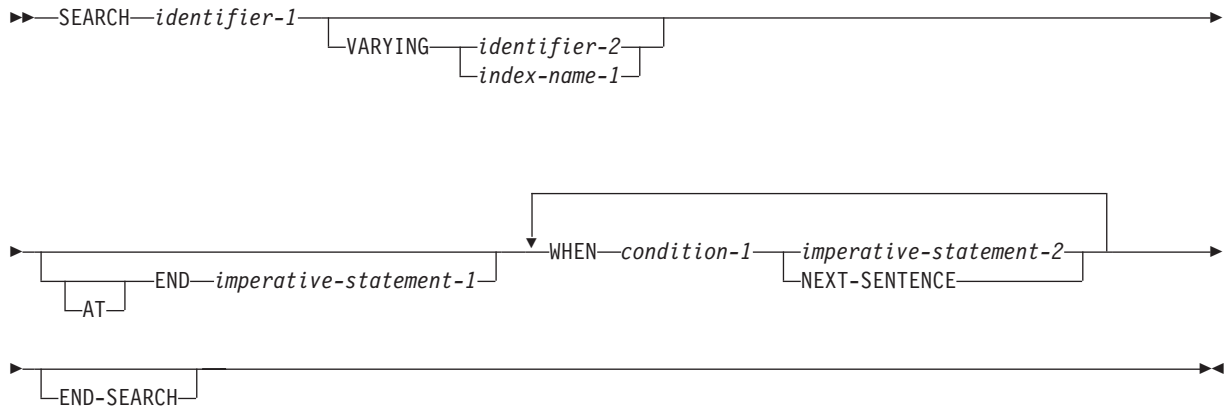 SEARCH identifier-1
VARYING identifier-2
index-name-1
WHEN condition-1 imperative-statement-2
END imperative-statement-1 NEXT-SENTENCE
AT
END-SEARCH